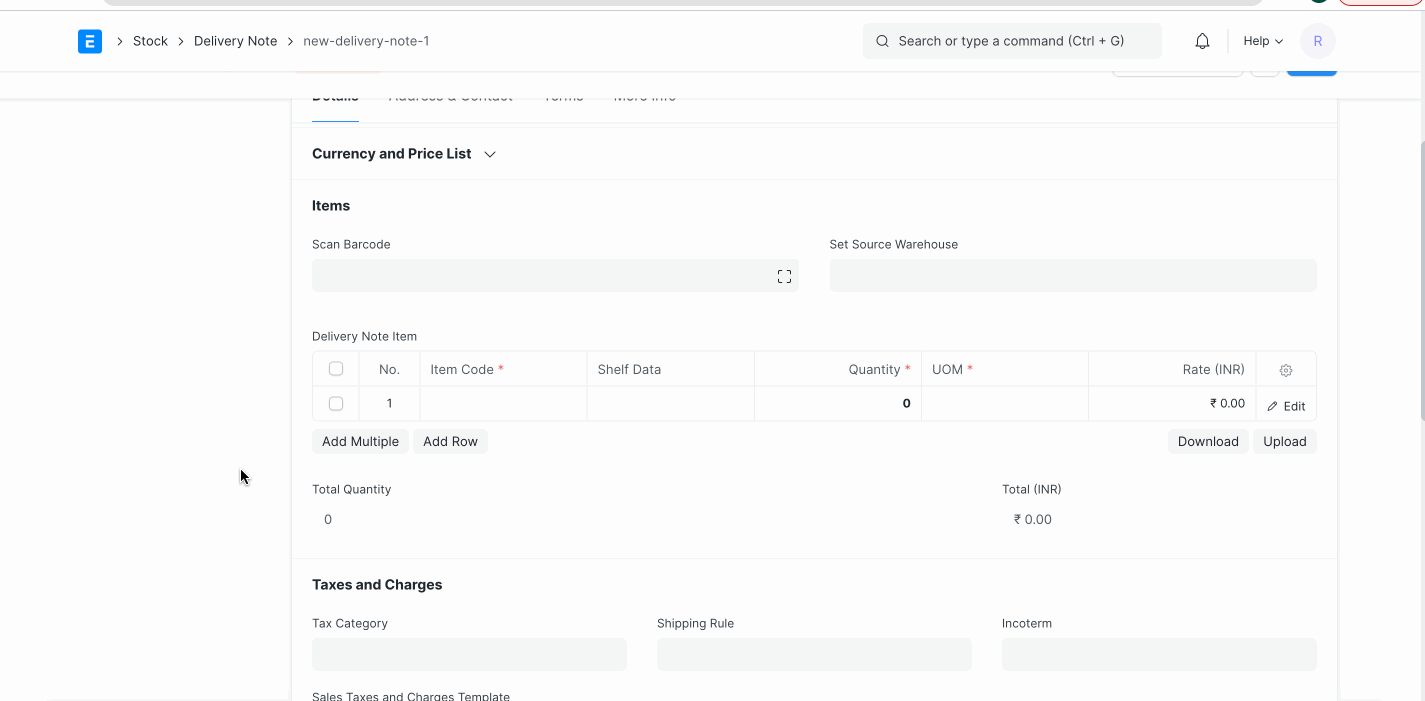 E
Stock
Delivery Note
new-delivery-note-1
Search or type a command (Ctrl + G)
Help
R
Details
Address & Contact
Terms
More Info
Currency and Price List
Items
Scan Barcode
Set Source Warehouse
Delivery Note Item
No. Item Code * Shelf Data Quantity * UOM * Rate (INR)
1 0 ₹ 0.00 Edit
Add Multiple Add Row Download Upload
Total Quantity Total (INR)
0 ₹ 0.00
Taxes and Charges
Tax Category Shipping Rule Incoterm
Sales Taxes and Charges Template